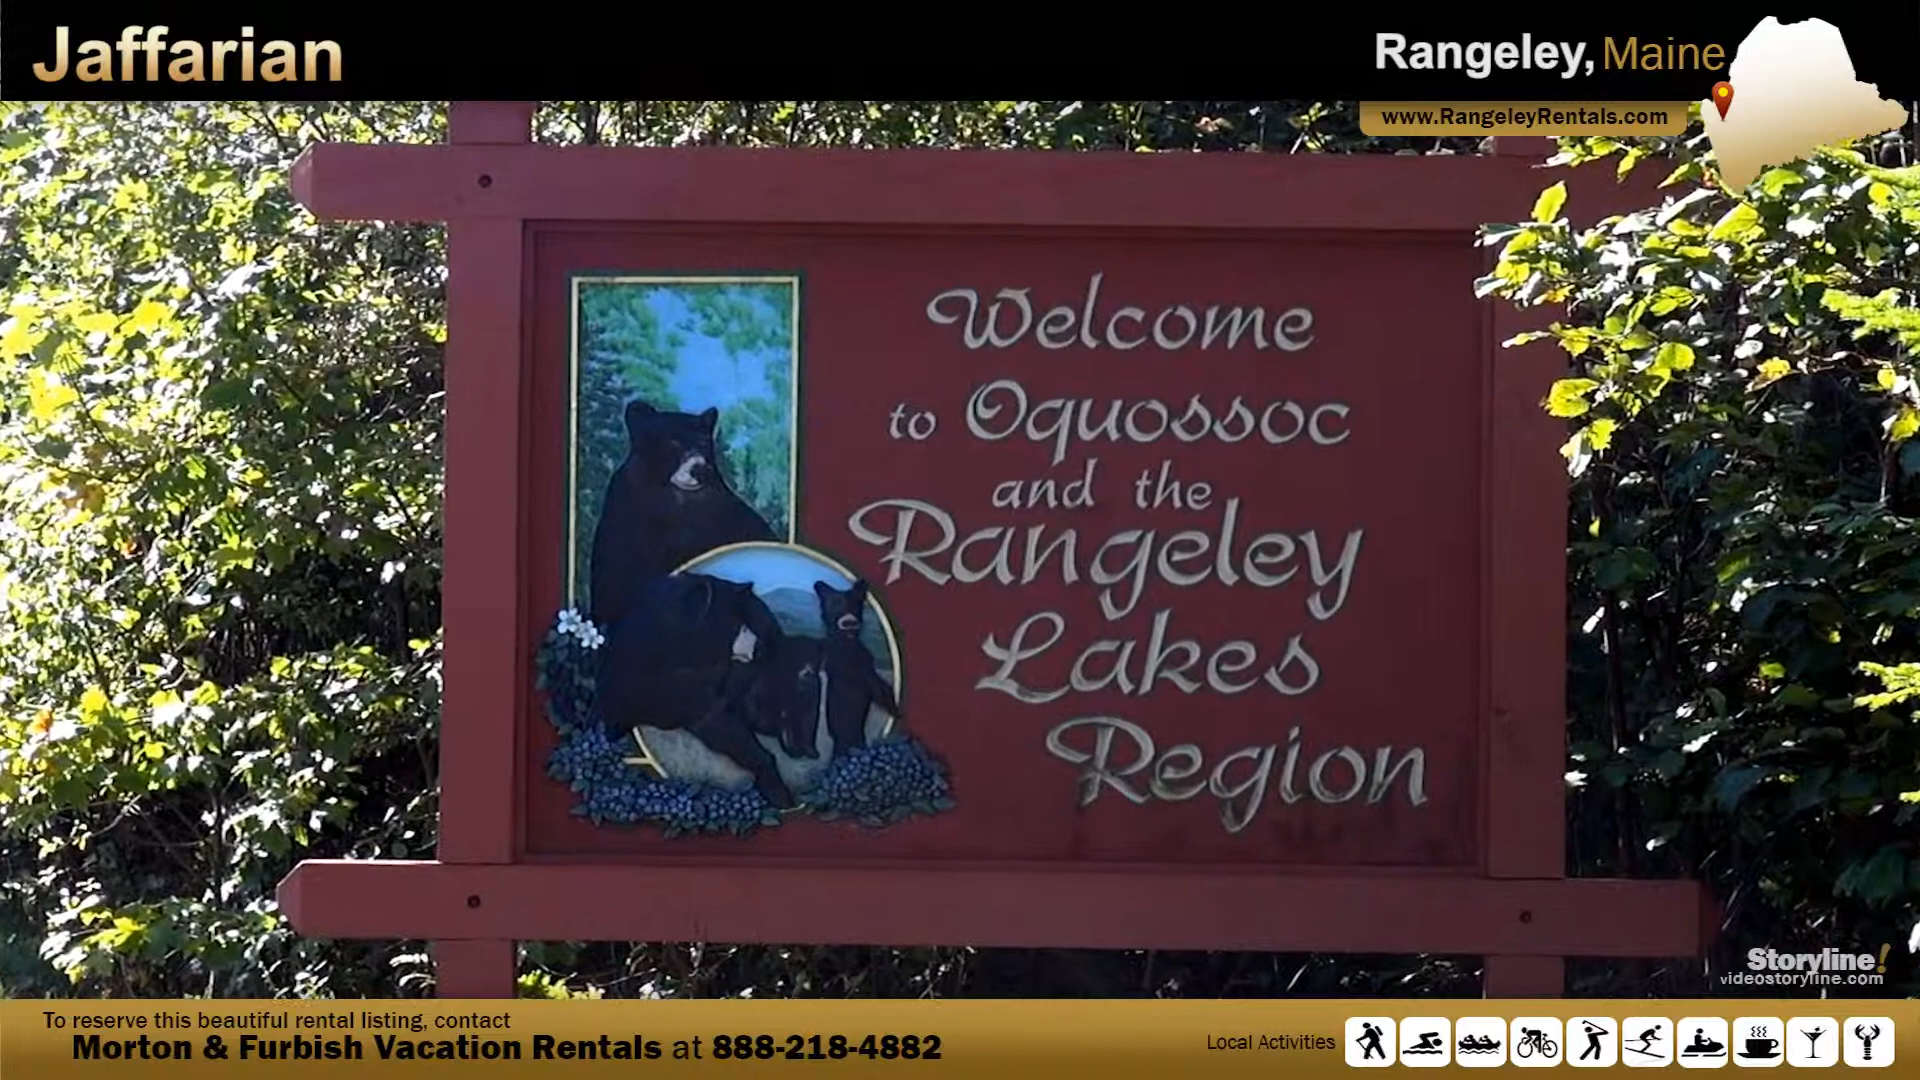 Jaffarian
Rangeley, Maine
www.RangeleyRentals.com
Welcome
to Oquossoc
and the
Rangeley
Lakes
Region
Storyline!
videostoryline.com
To reserve this beautiful rental listing, contact
Morton & Furbish Vacation Rentals at 888-218-4882
Local Activities